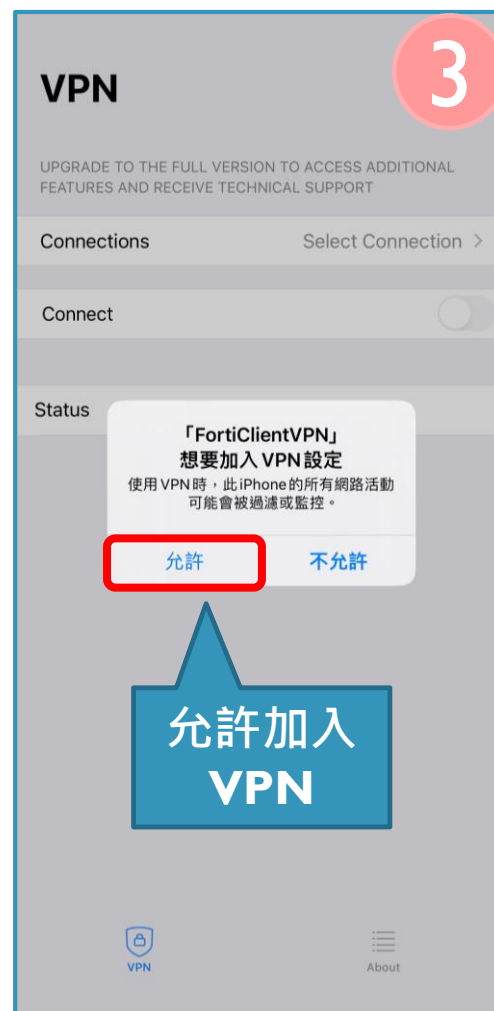 3
VPN
UPGRADE TO THE FULL VERSION TO ACCESS ADDITIONAL
FEATURES AND RECEIVE TECHNICAL SUPPORT
Connections Select Connection >
Connect
Status
「FortiClientVPN」
想要加入 VPN 設定
使用 VPN 時，此 iPhone 的所有網路活動
可能會被過濾或監控。
允許 不允許
允許加入
VPN
VPN About